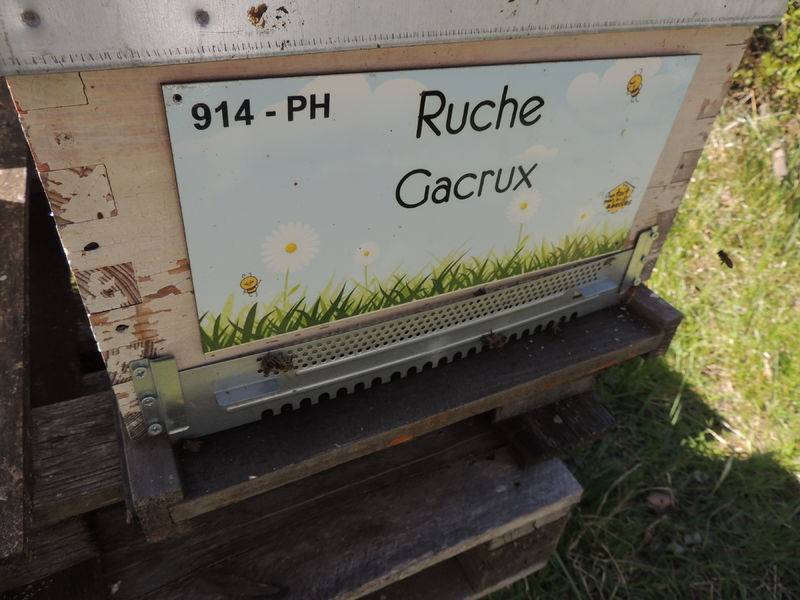 914 - PH
Ruche
Gacrux